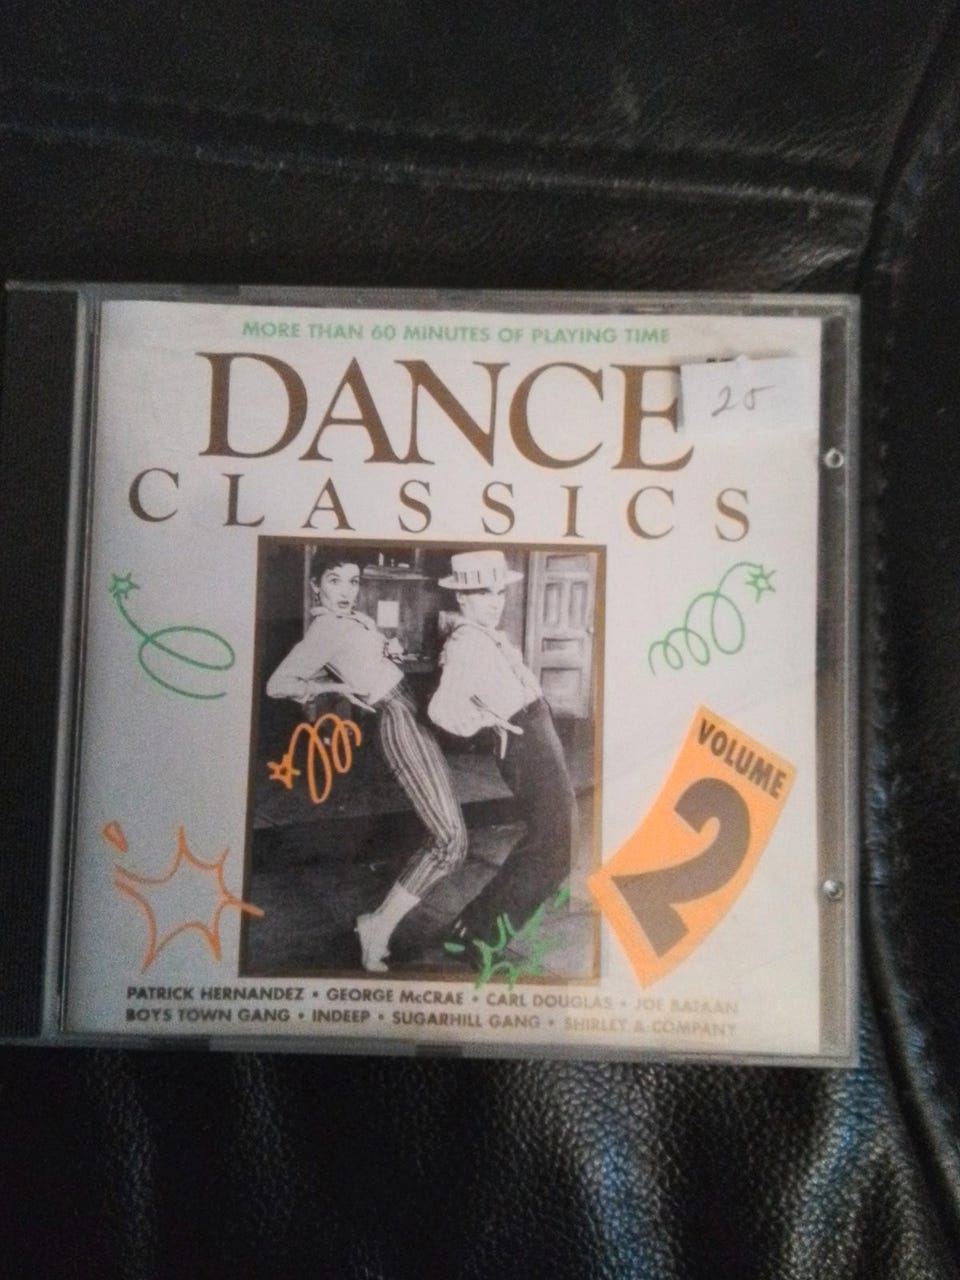 MORE THAN 60 MINUTES OF PLAYING TIME
DANCE
25
CLASSICS
VOLUME
2
PATRICK HERNANDEZ • GEORGE McCRAE • CARL DOUGLAS • JOE BATAAN
BOYS TOWN GANG • INDEEP • SUGARHILL GANG • SHIRLEY & COMPANY